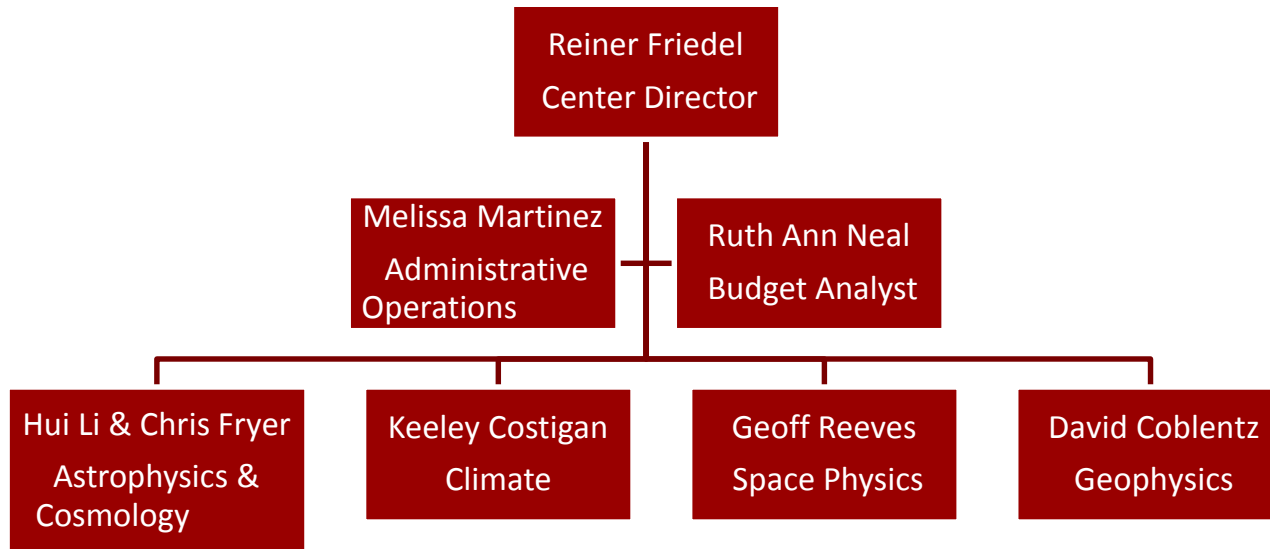 Reiner Friedel
Center Director
Melissa Martinez
Administrative
Operations
Ruth Ann Neal
Budget Analyst
Hui Li & Chris Fryer
Astrophysics &
Cosmology
Keeley Costigan
Climate
Geoff Reeves
Space Physics
David Coblentz
Geophysics